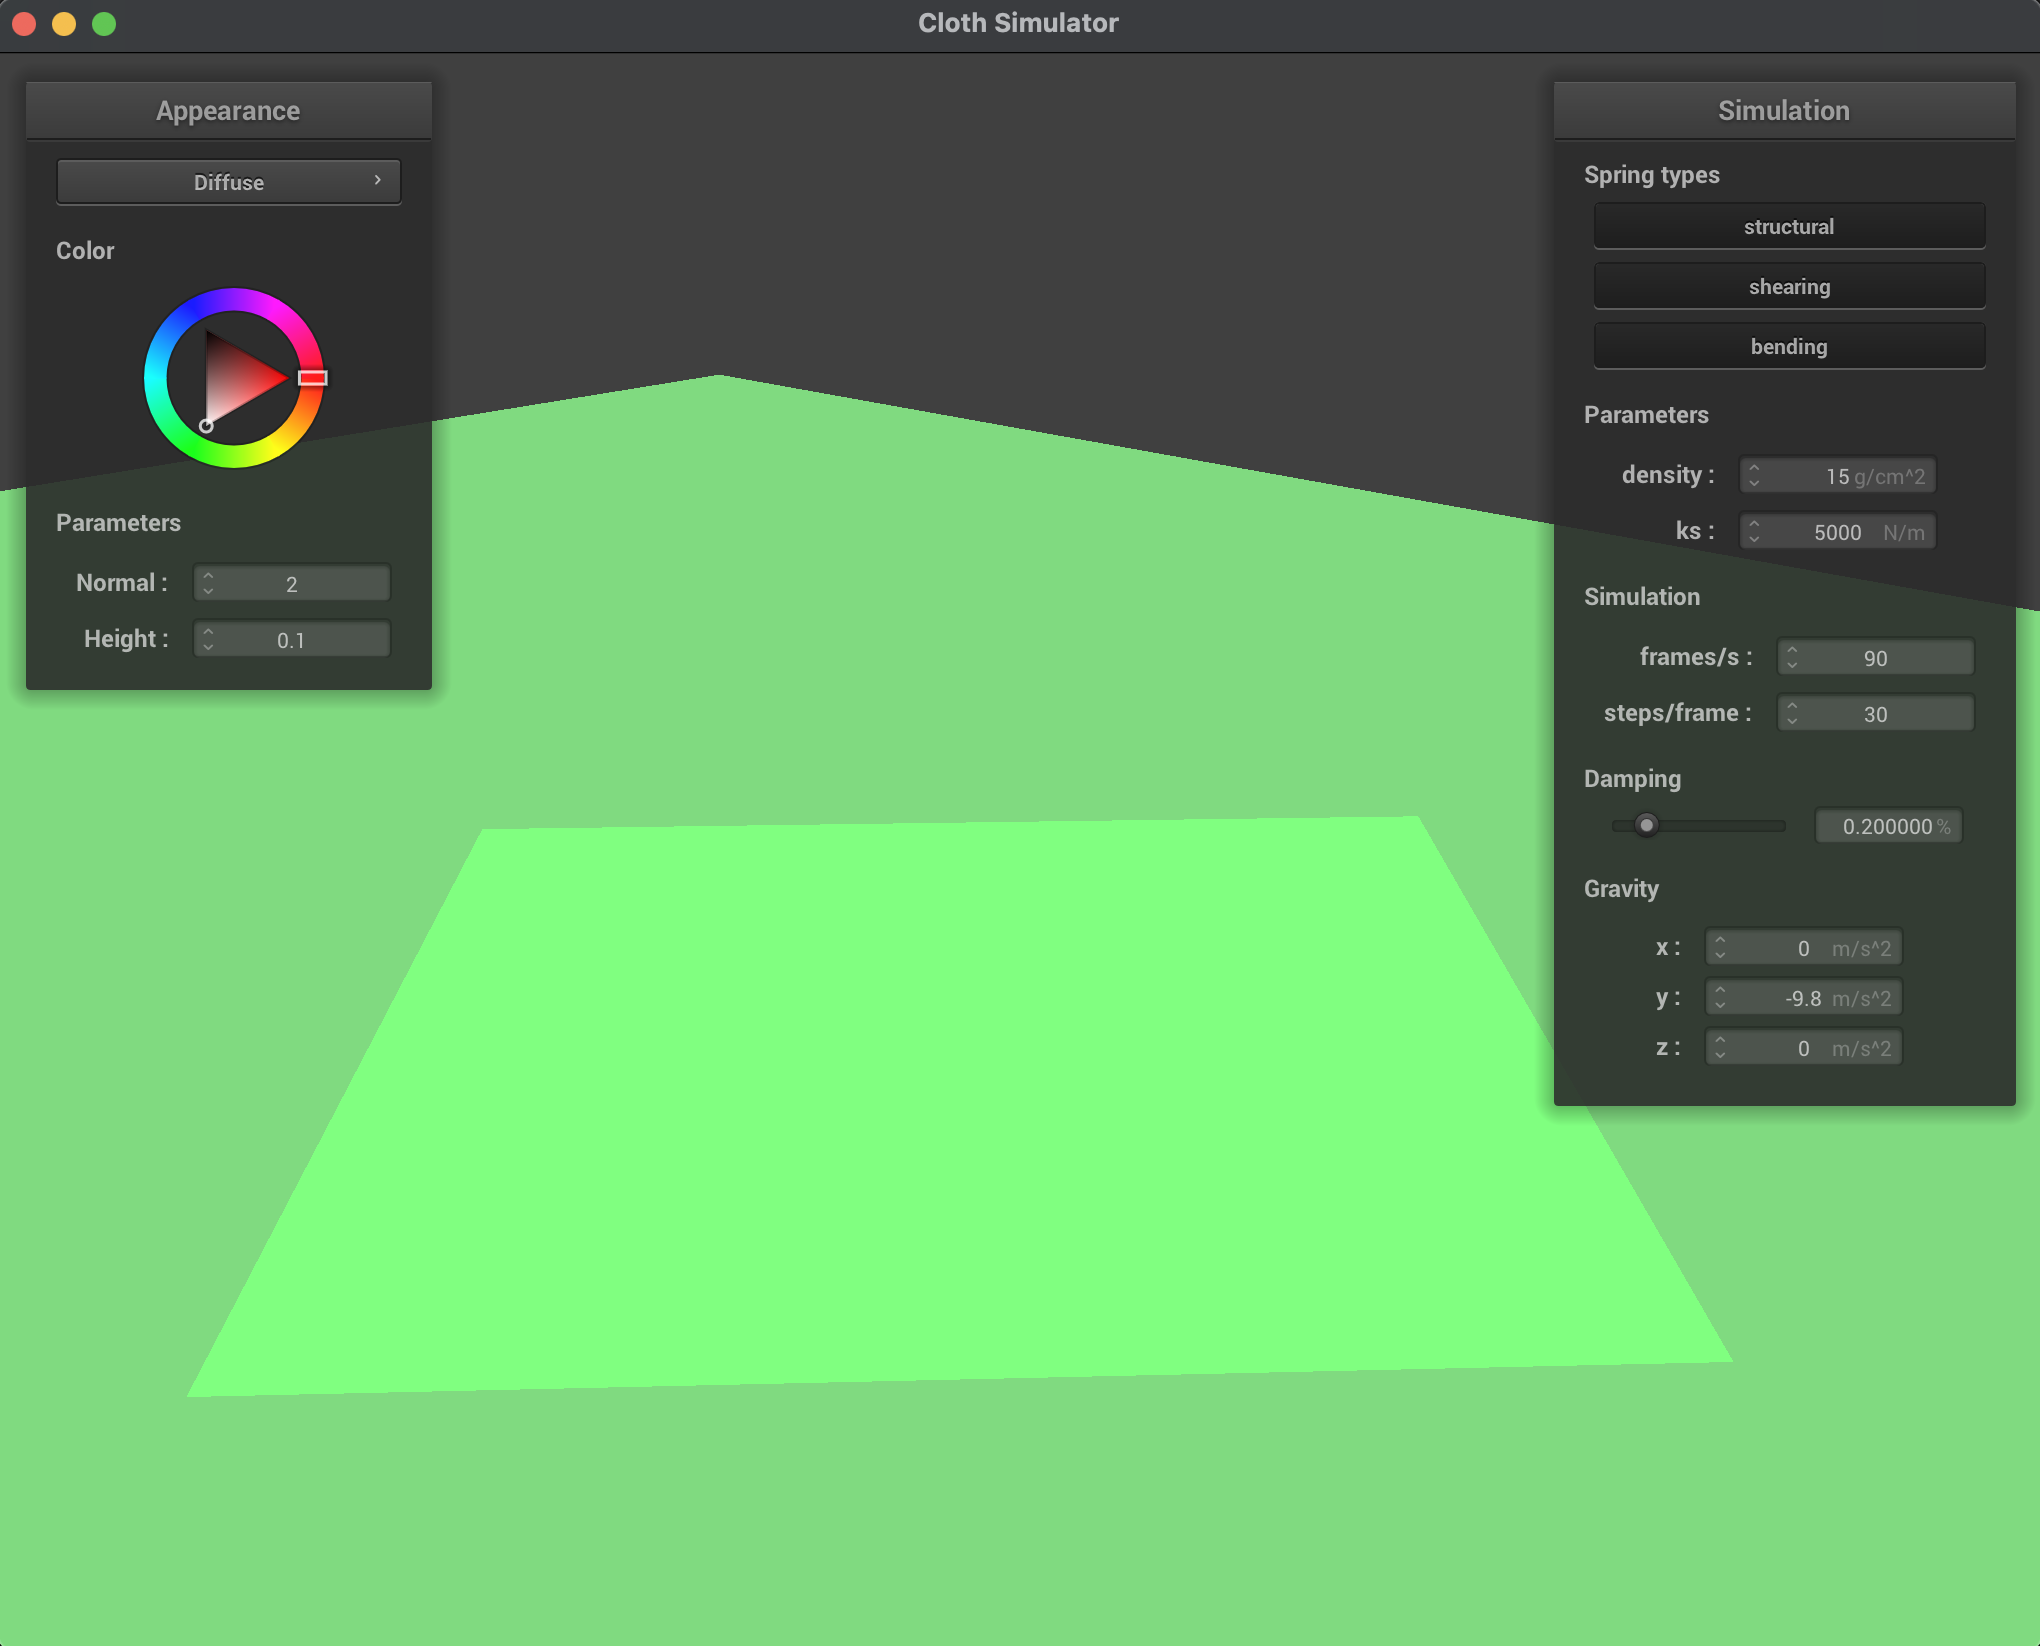 Cloth Simulator
Appearance
Diffuse
Color
Parameters
Normal : 2
Height : 0.1
Simulation
Spring types
structural
shearing
bending
Parameters
density : 15 g/cm^2
ks : 5000 N/m
Simulation
frames/s : 90
steps/frame : 30
Damping
0.200000 %
Gravity
x : 0 m/s^2
y : -9.8 m/s^2
z : 0 m/s^2